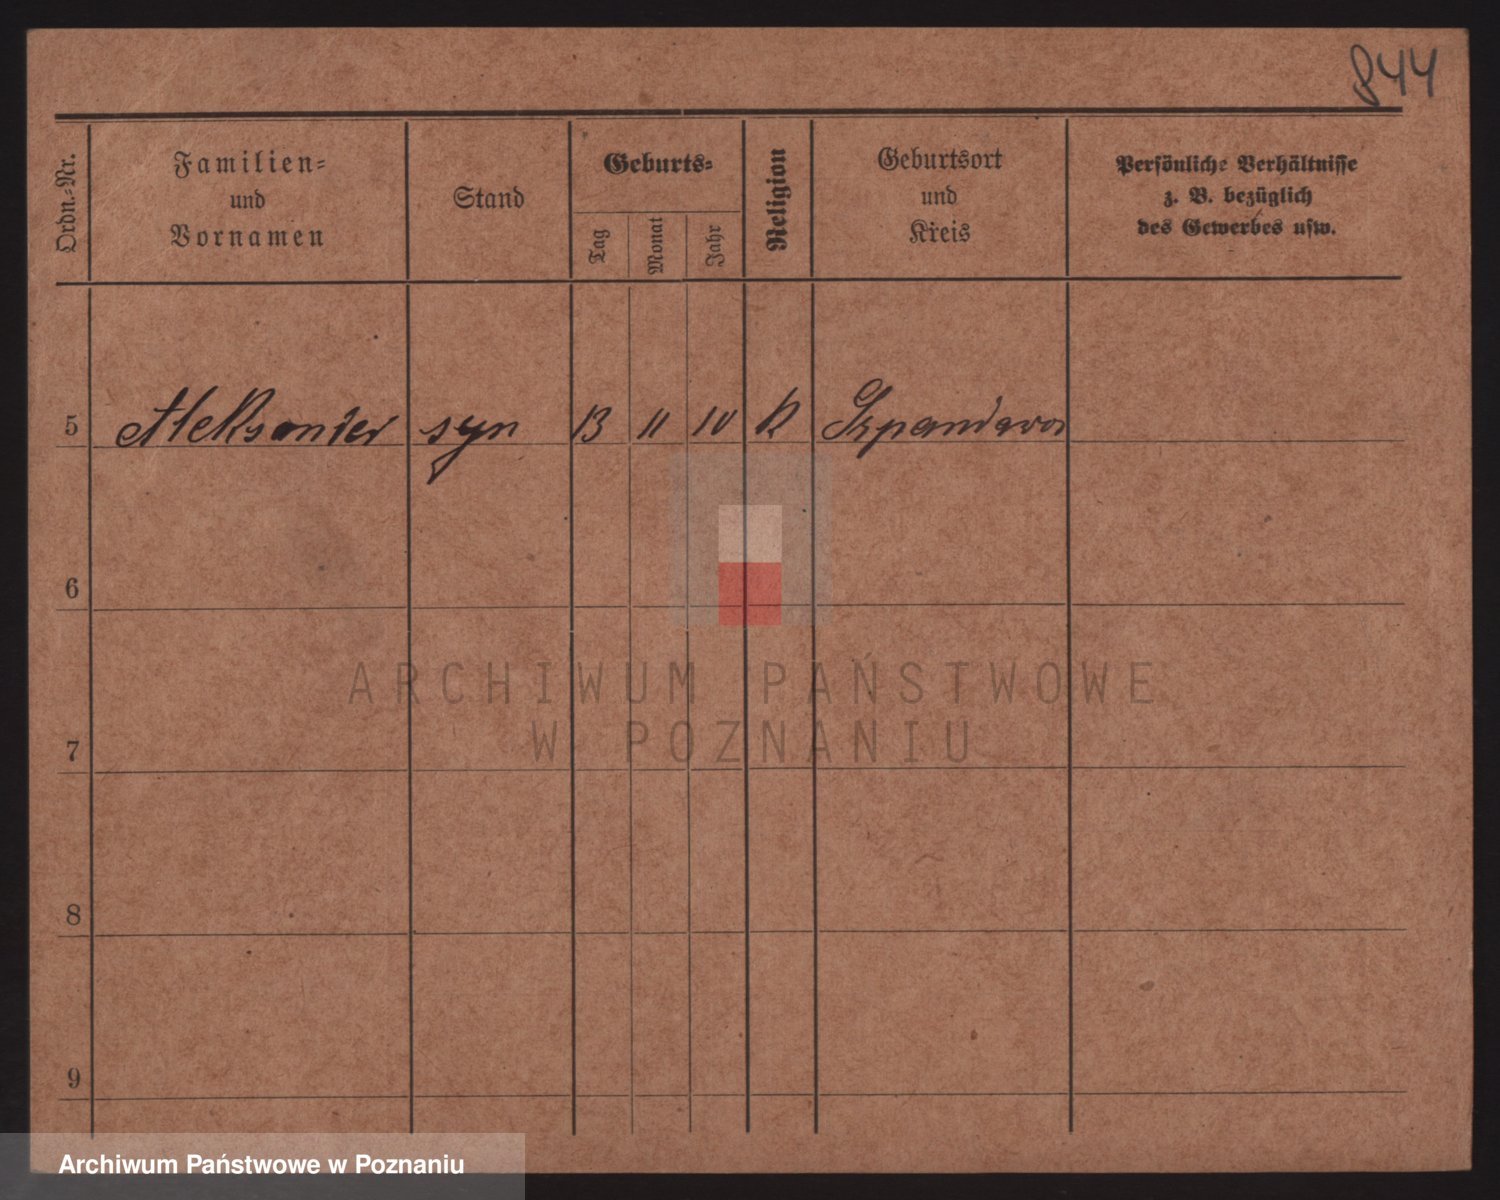 844
Ordn.-Nr.
Familien-
und
Vornamen
Stand
Geburts-
Tag
Monat
Jahr
Religion
Geburtsort
und
Kreis
Persönliche Verhältnisse
z. B. bezüglich
des Gewerbes usw.
5 Aleksander syn 13 11 10 K Szpandawa
6
7
8
9
ARCHIWUM PAŃSTWOWE
W POZNANIU
Archiwum Państwowe w Poznaniu